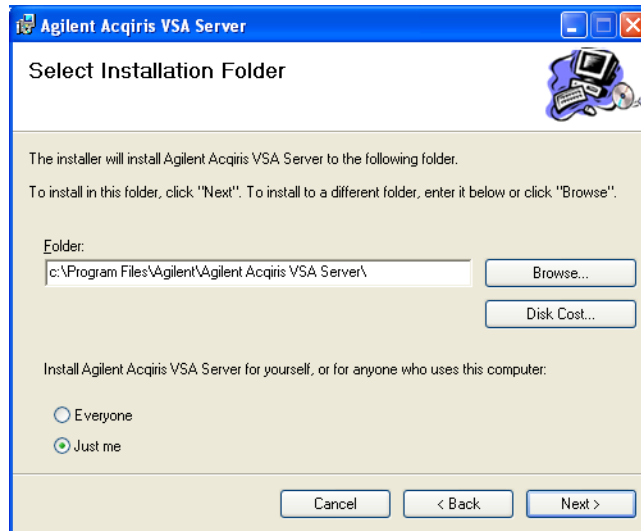 Agilent Acqiris VSA Server
Select Installation Folder
The installer will install Agilent Acqiris VSA Server to the following folder.
To install in this folder, click "Next". To install to a different folder, enter it below or click "Browse".
Folder:
c:\Program Files\Agilent\Agilent Acqiris VSA Server\
Browse...
Disk Cost...
Install Agilent Acqiris VSA Server for yourself, or for anyone who uses this computer:
Everyone
Just me
Cancel
< Back
Next >